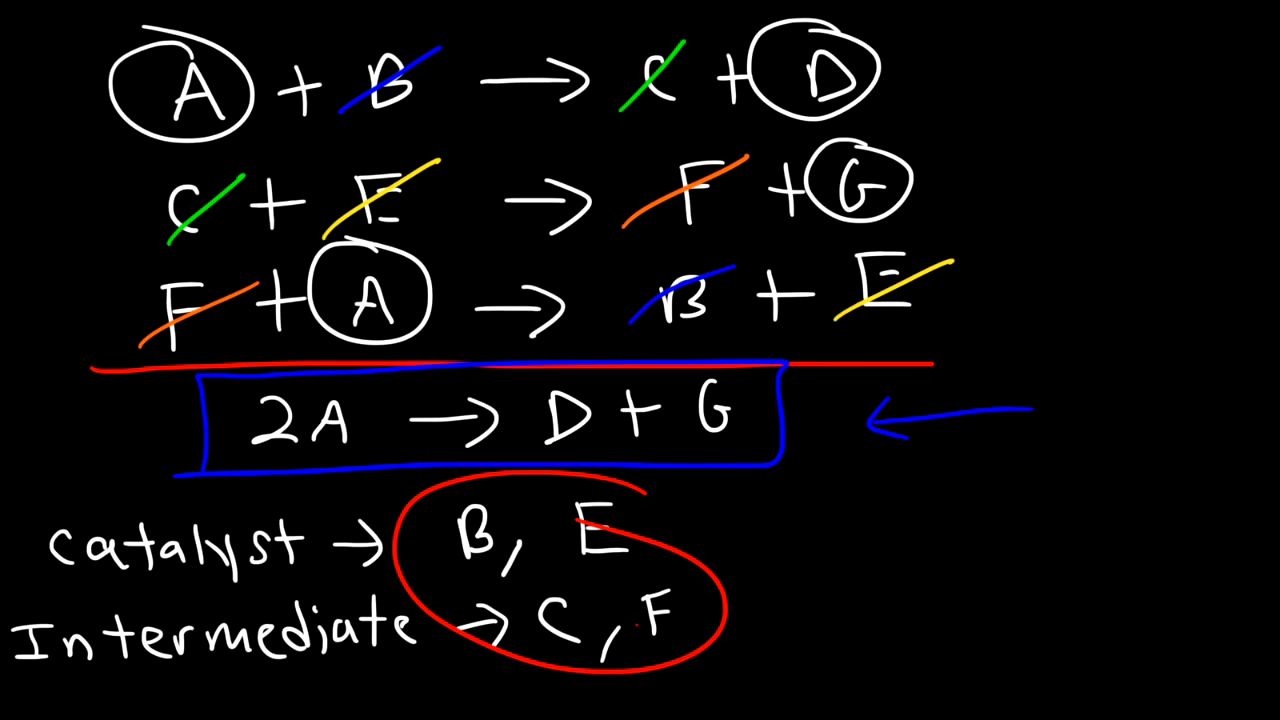 A + B → C + D
C + E → F + G
F + A → B + E
2A → D + G
Catalyst → B, E
Intermediate → C, F